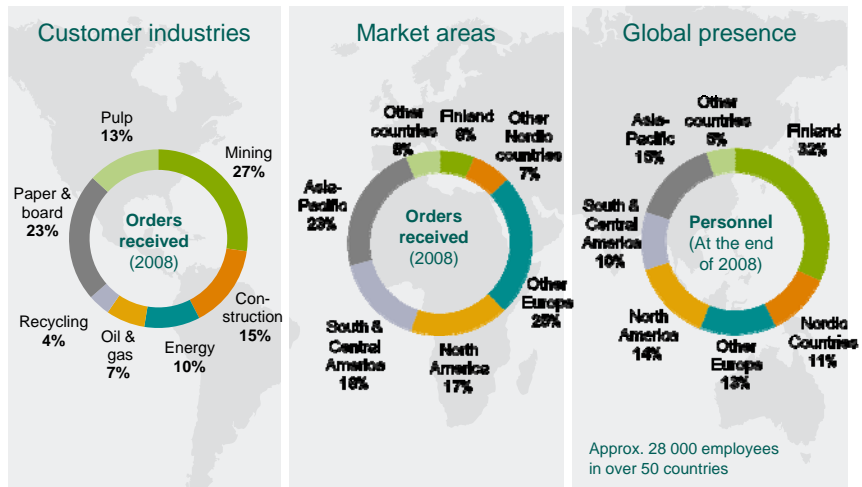 Customer industries
Pulp
13%
Mining
27%
Paper &
board
23%
Orders
received
(2008)
Con-
struction
15%
Recycling
4%
Oil &
gas
7%
Energy
10%
Market areas
Other
countries
6%
Finland
6%
Other
Nordic
countries
7%
Asia-
Pacific
23%
Orders
received
(2008)
Other
Europe
25%
South &
Central
America
16%
North
America
17%
Global presence
Other
countries
5%
Asia-
Pacific
15%
Finland
32%
South &
Central
America
10%
Personnel
(At the end
of 2008)
North
America
14%
Other
Europe
13%
Nordic
Countries
11%
Approx. 28 000 employees
in over 50 countries